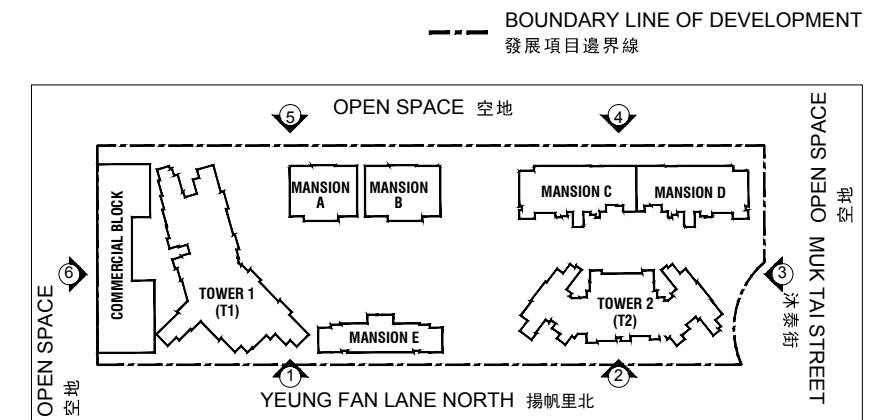 BOUNDARY LINE OF DEVELOPMENT
發展項目邊界線
5
OPEN SPACE 空地
4
MUK TAI STREET OPEN SPACE
沐泰街
空地
MANSION
A
MANSION
B
MANSION C
MANSION D
COMMERCIAL BLOCK
6
OPEN SPACE
空地
3
TOWER 1
(T1)
TOWER 2
(T2)
MANSION E
1
2
YEUNG FAN LANE NORTH 揚帆里北